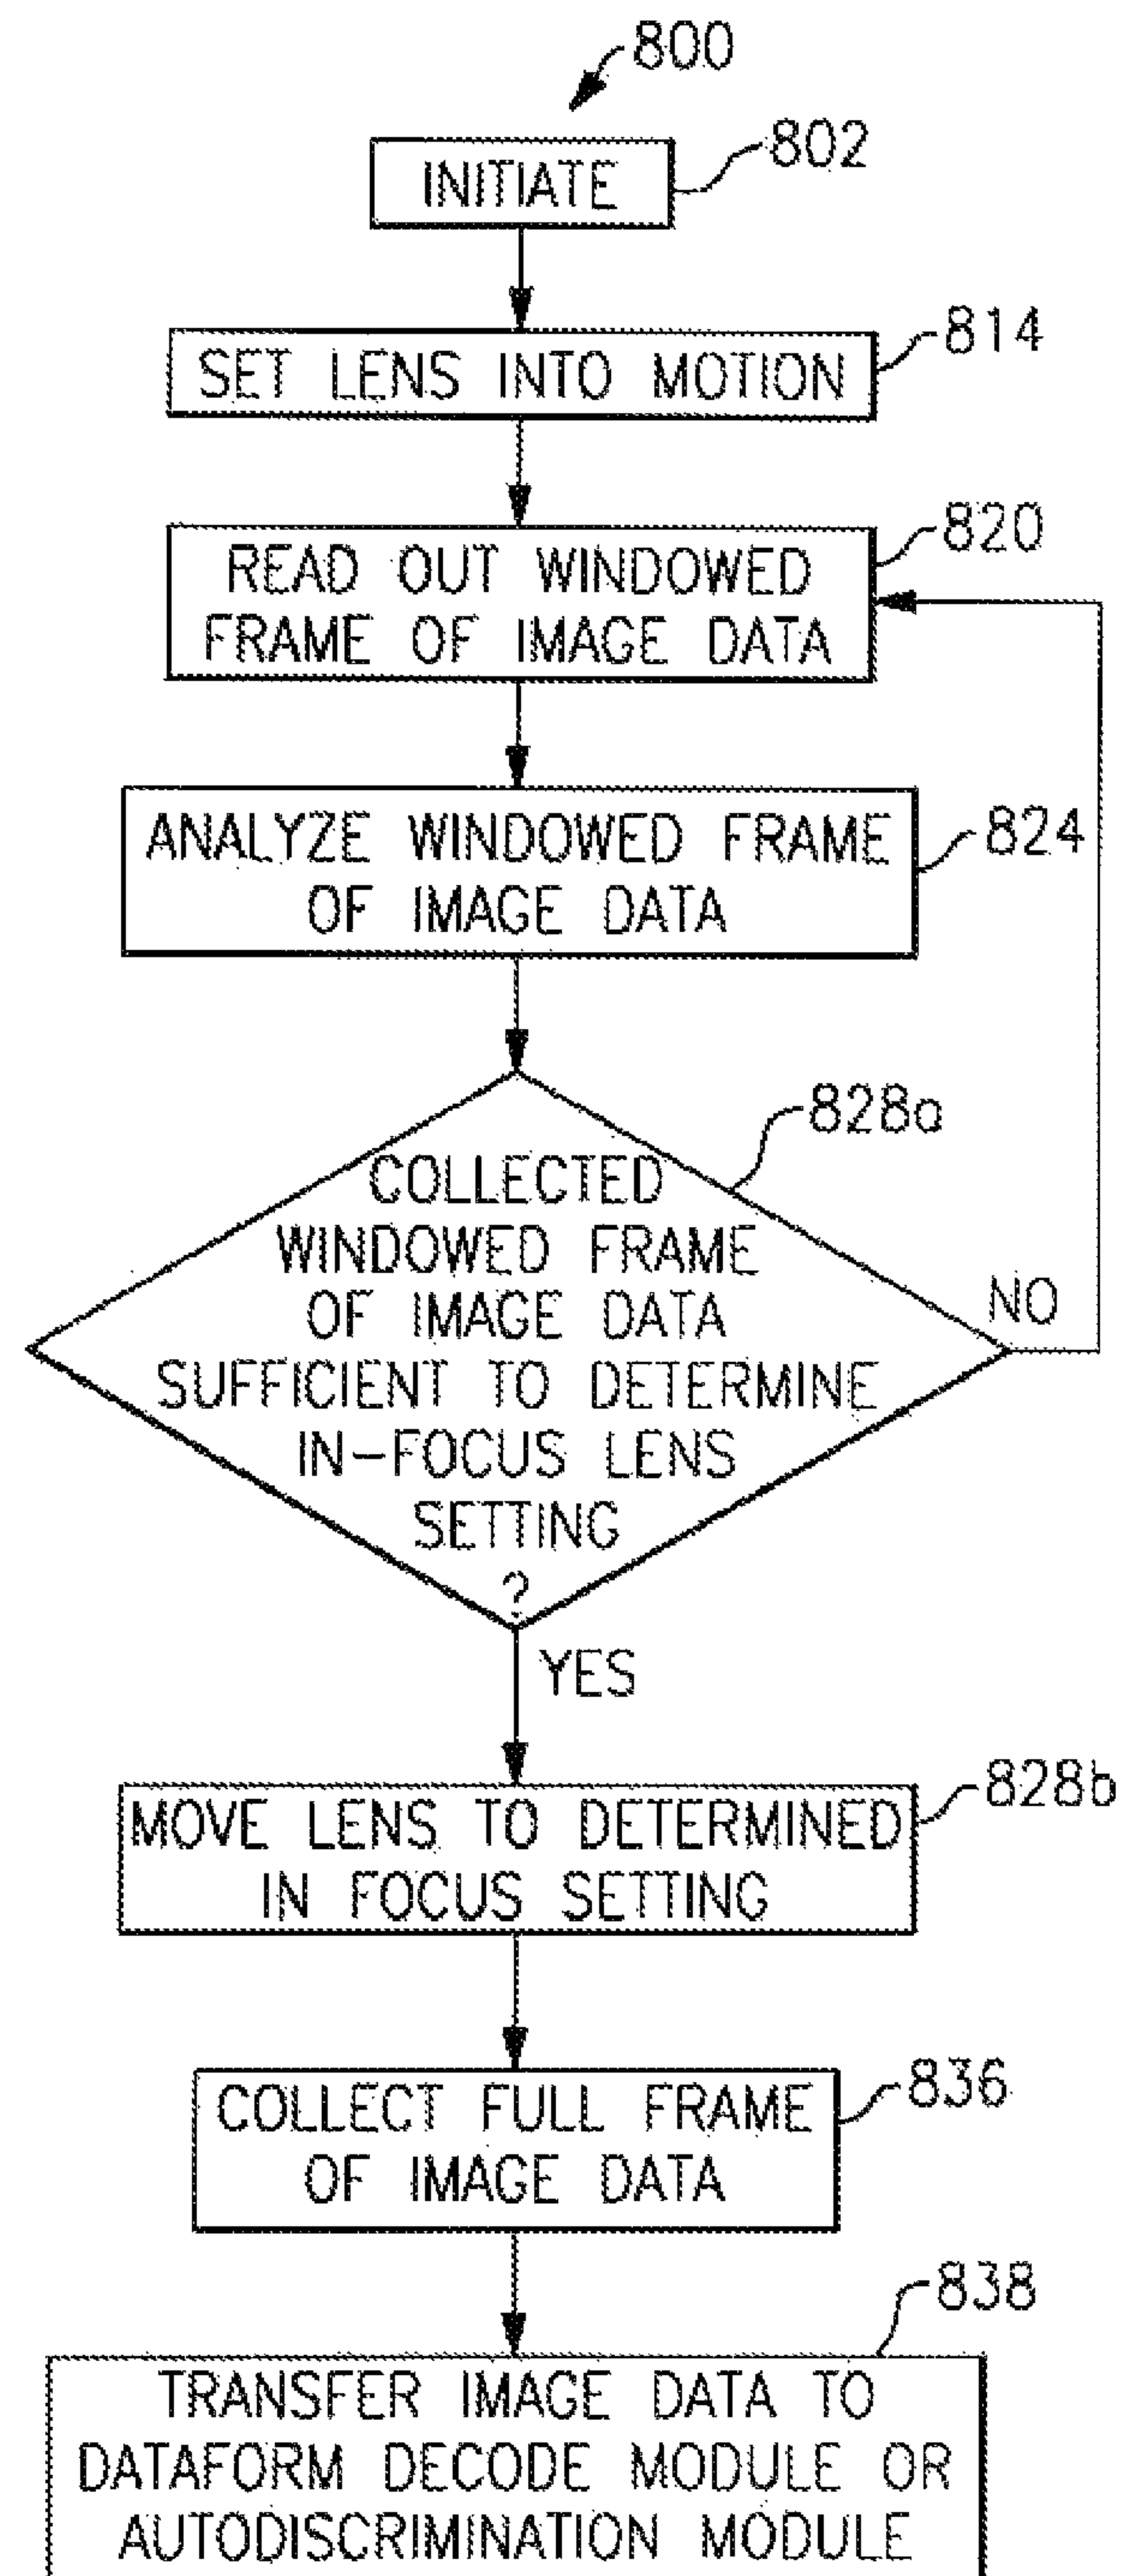 800
INITIATE
802
SET LENS INTO MOTION
814
READ OUT WINDOWED
FRAME OF IMAGE DATA
820
ANALYZE WINDOWED FRAME
OF IMAGE DATA
824
COLLECTED
WINDOWED FRAME
OF IMAGE DATA
SUFFICIENT TO DETERMINE
IN-FOCUS LENS
SETTING
?
828a
NO
YES
MOVE LENS TO DETERMINED
IN FOCUS SETTING
828b
COLLECT FULL FRAME
OF IMAGE DATA
836
838
TRANSFER IMAGE DATA TO
DATAFORM DECODE MODULE OR
AUTODISCRIMINATION MODULE